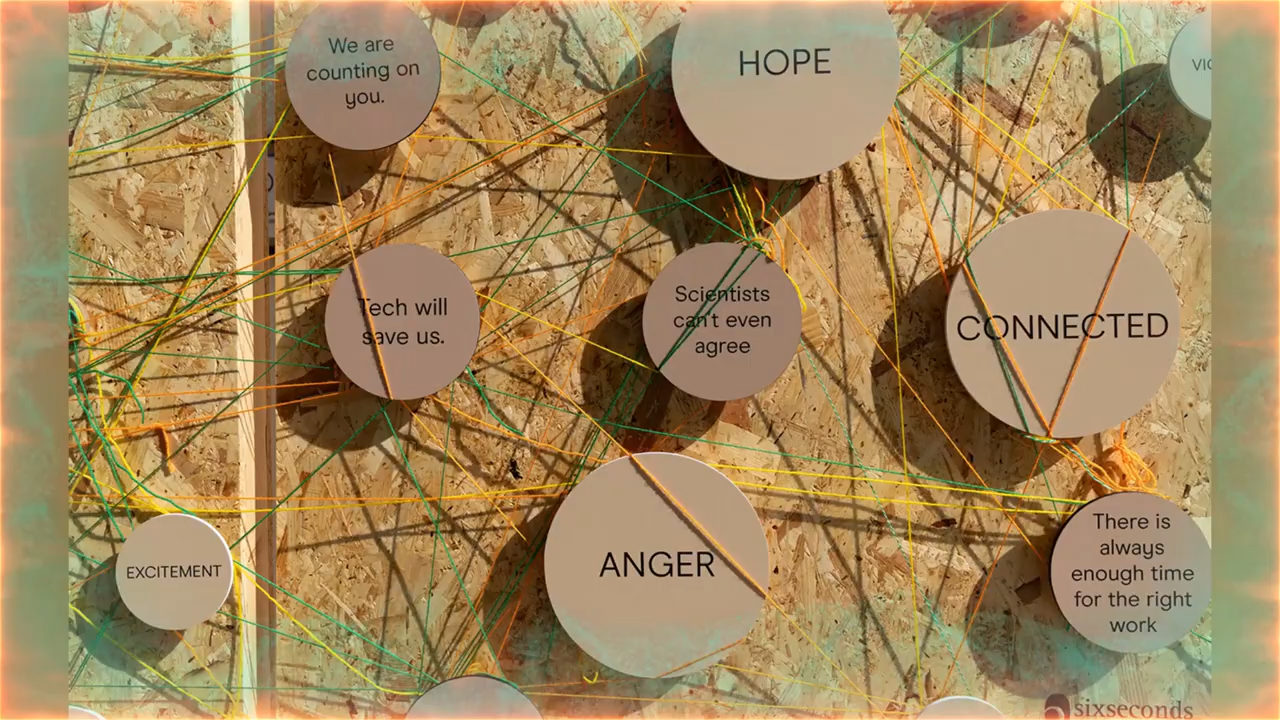 We are
counting on
you.
HOPE
Tech will
save us.
Scientists
can't even
agree
CONNECTED
EXCITEMENT
ANGER
There is
always
enough time
for the right
work
sixseconds